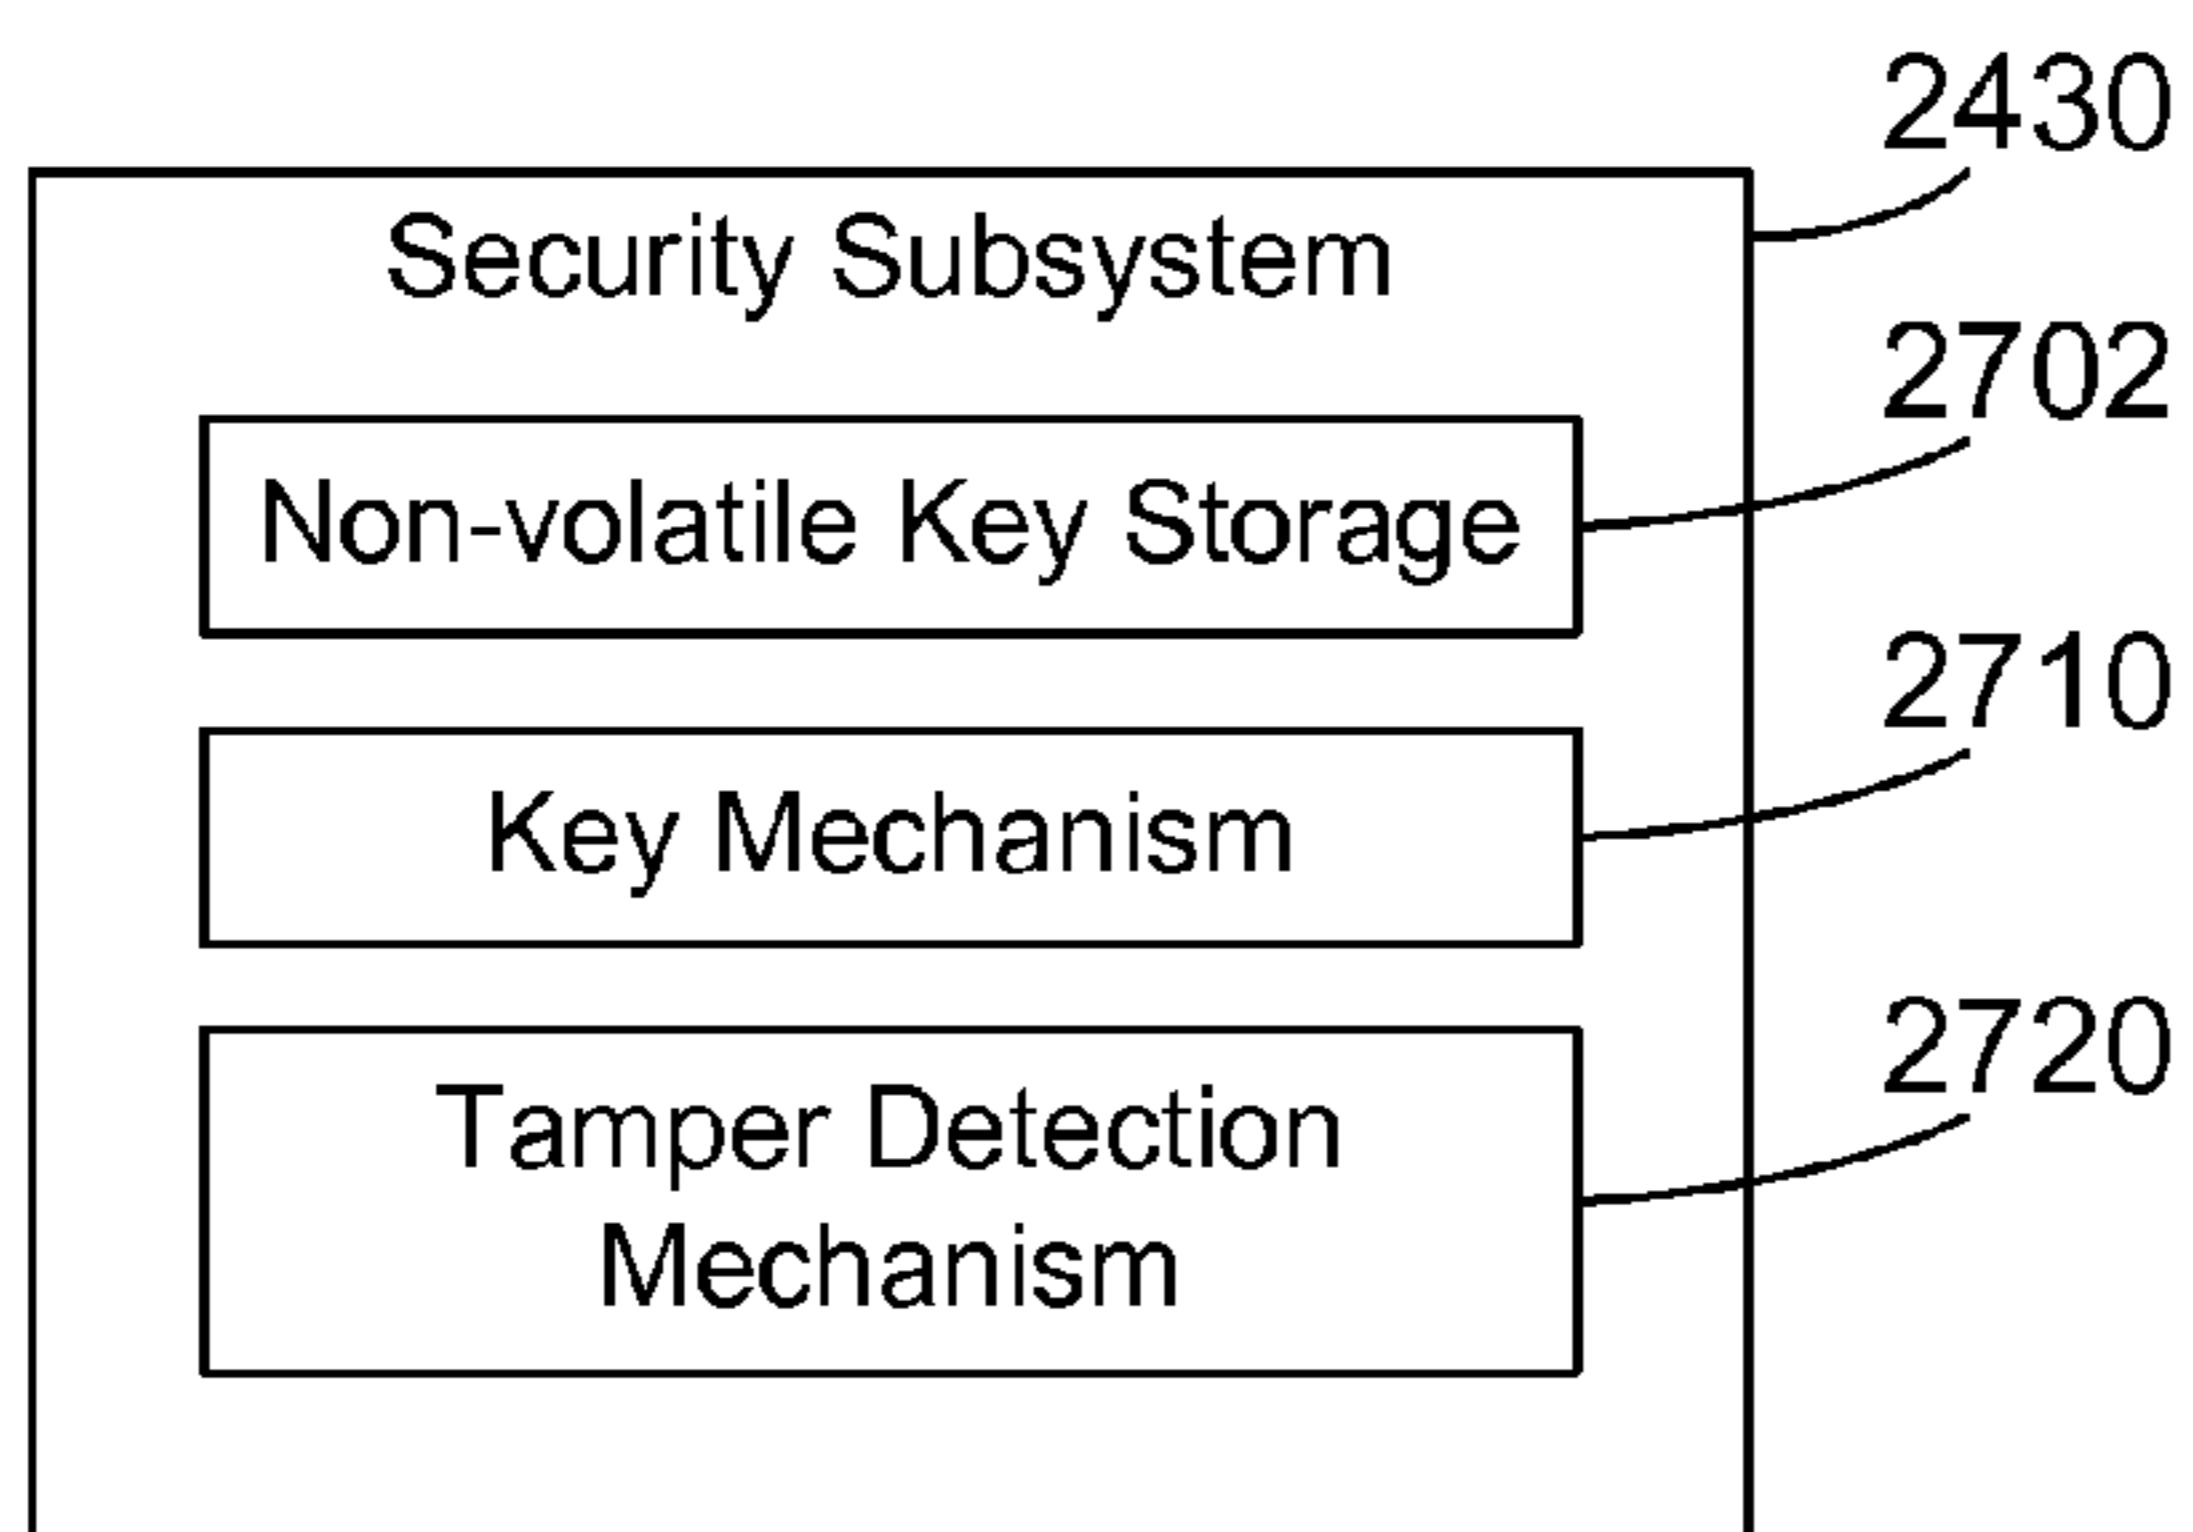 2430
Security Subsystem
2702
Non-volatile Key Storage
2710
Key Mechanism
2720
Tamper Detection
Mechanism